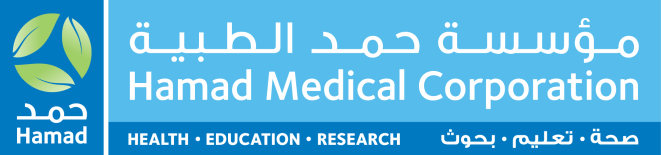 حمد
Hamad
مؤسسة حمد الطبية
Hamad Medical Corporation
HEALTH • EDUCATION • RESEARCH
صحة • تعليم • بحوث